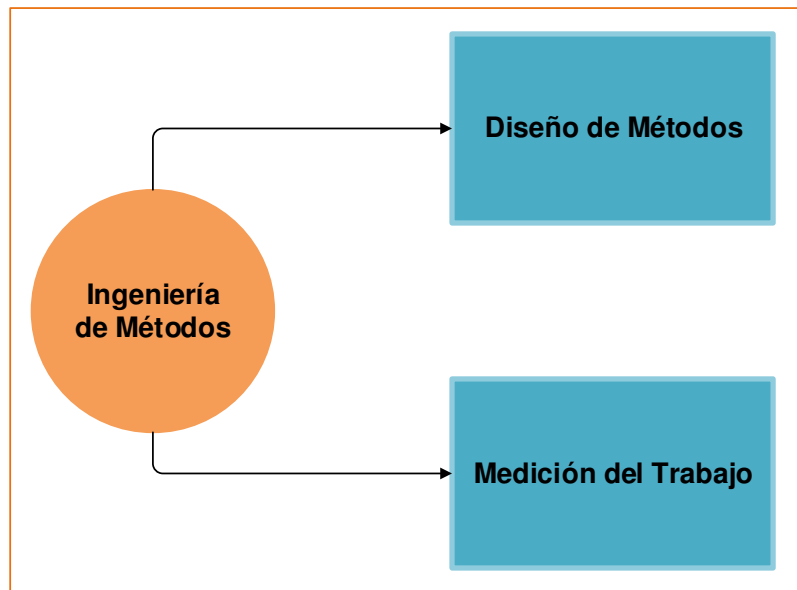 Diseño de Métodos
Ingeniería
de Métodos
Medición del Trabajo